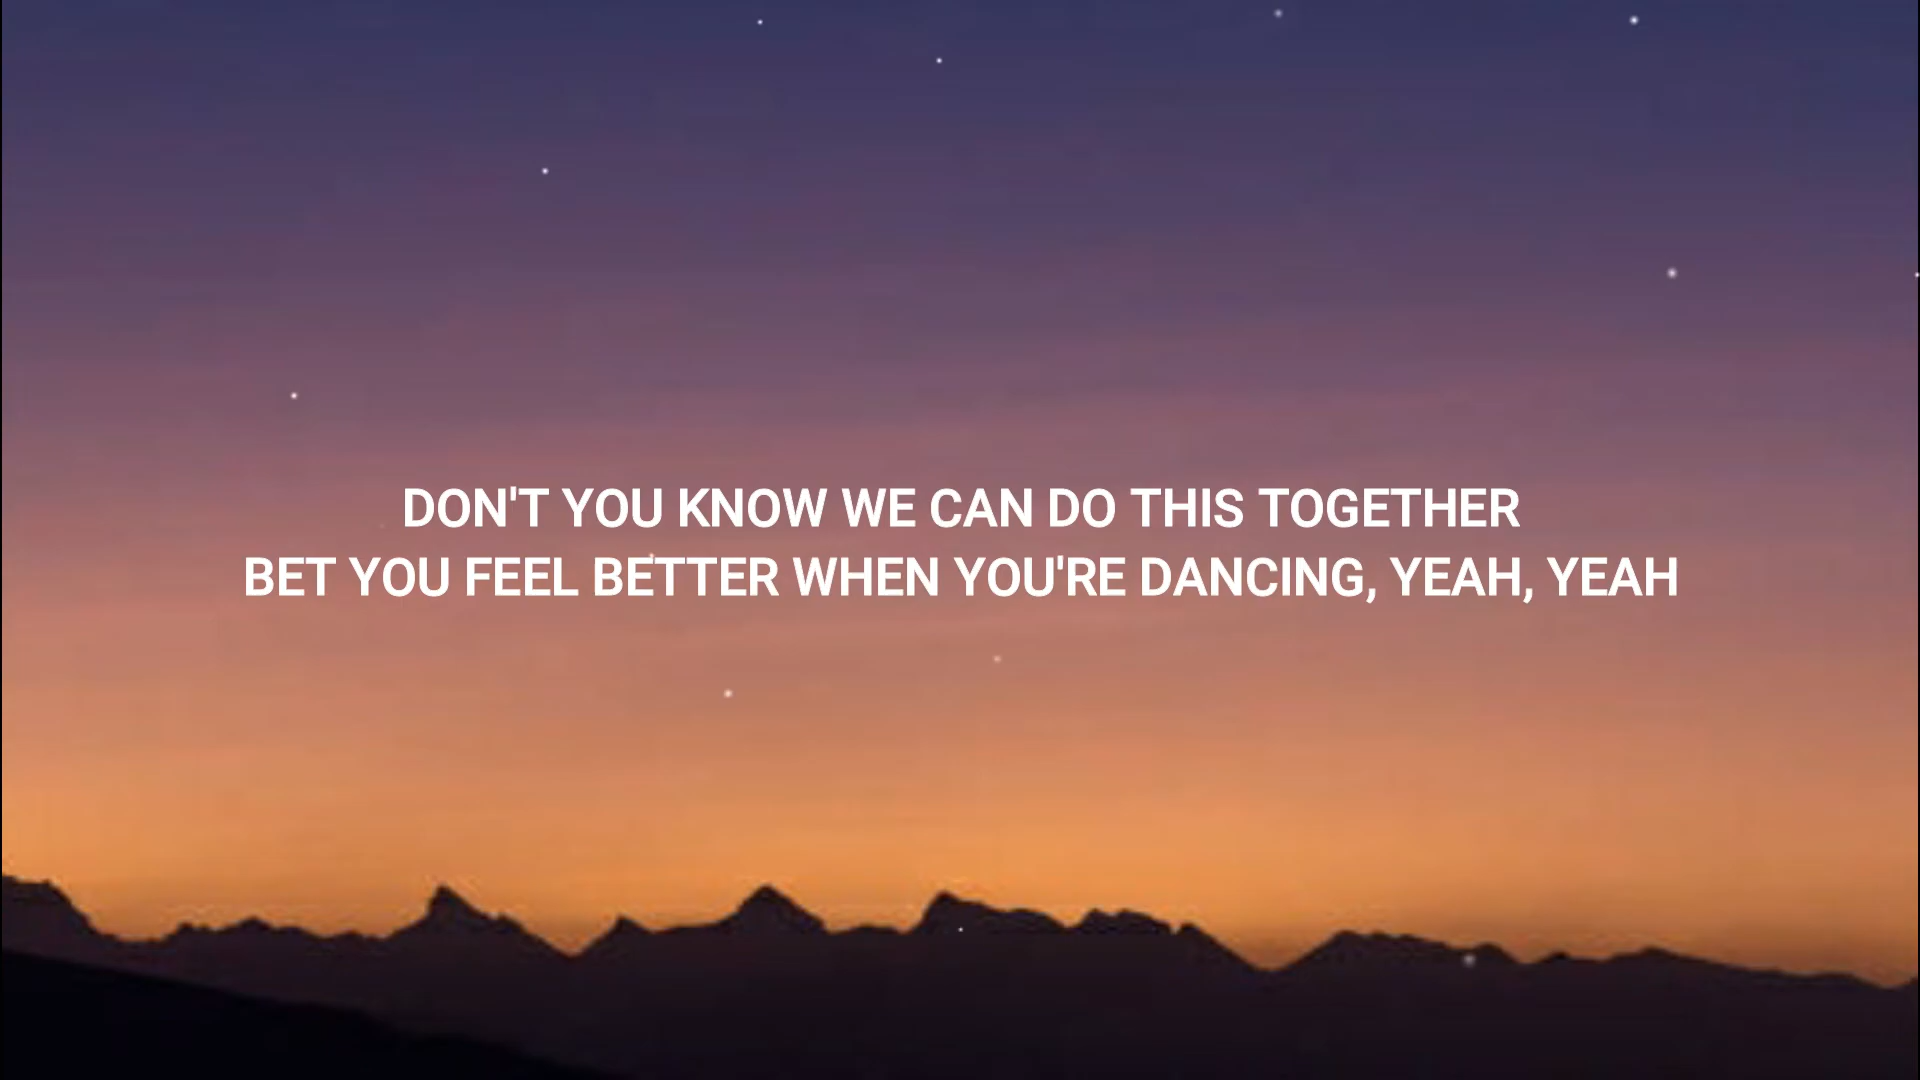 DON'T YOU KNOW WE CAN DO THIS TOGETHER
BET YOU FEEL BETTER WHEN YOU'RE DANCING, YEAH, YEAH